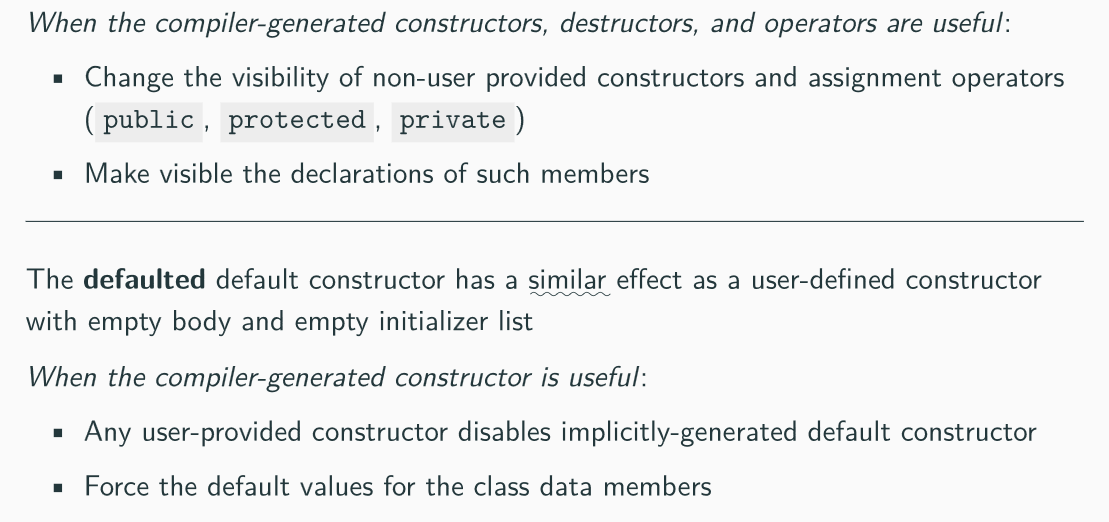 When the compiler-generated constructors, destructors, and operators are useful:
▪ Change the visibility of non-user provided constructors and assignment operators
(public, protected, private)
▪ Make visible the declarations of such members
The defaulted default constructor has a similar effect as a user-defined constructor
with empty body and empty initializer list
When the compiler-generated constructor is useful:
▪ Any user-provided constructor disables implicitly-generated default constructor
▪ Force the default values for the class data members